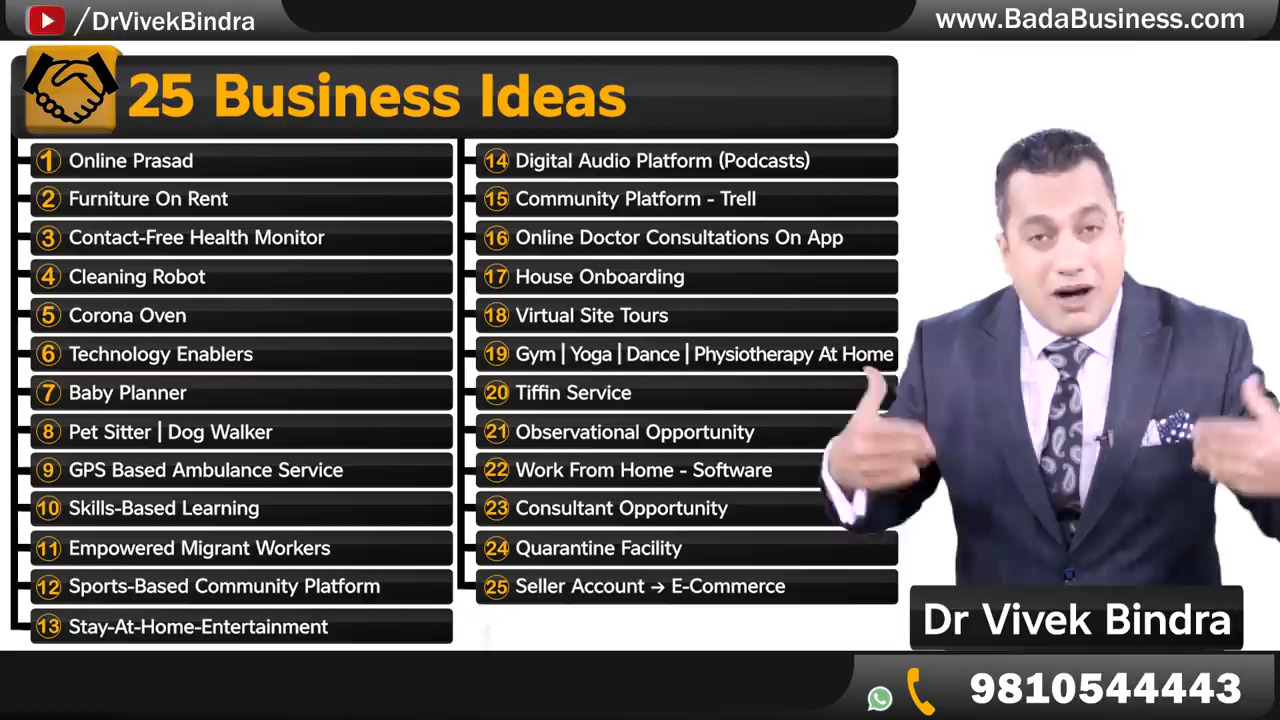 /DrVivekBindra
www.BadaBusiness.com
25 Business Ideas
1 Online Prasad
2 Furniture On Rent
3 Contact-Free Health Monitor
4 Cleaning Robot
5 Corona Oven
6 Technology Enablers
7 Baby Planner
8 Pet Sitter | Dog Walker
9 GPS Based Ambulance Service
10 Skills-Based Learning
11 Empowered Migrant Workers
12 Sports-Based Community Platform
13 Stay-At-Home-Entertainment
14 Digital Audio Platform (Podcasts)
15 Community Platform - Trell
16 Online Doctor Consultations On App
17 House Onboarding
18 Virtual Site Tours
19 Gym | Yoga | Dance | Physiotherapy At Home
20 Tiffin Service
21 Observational Opportunity
22 Work From Home - Software
23 Consultant Opportunity
24 Quarantine Facility
25 Seller Account → E-Commerce
Dr Vivek Bindra
9810544443